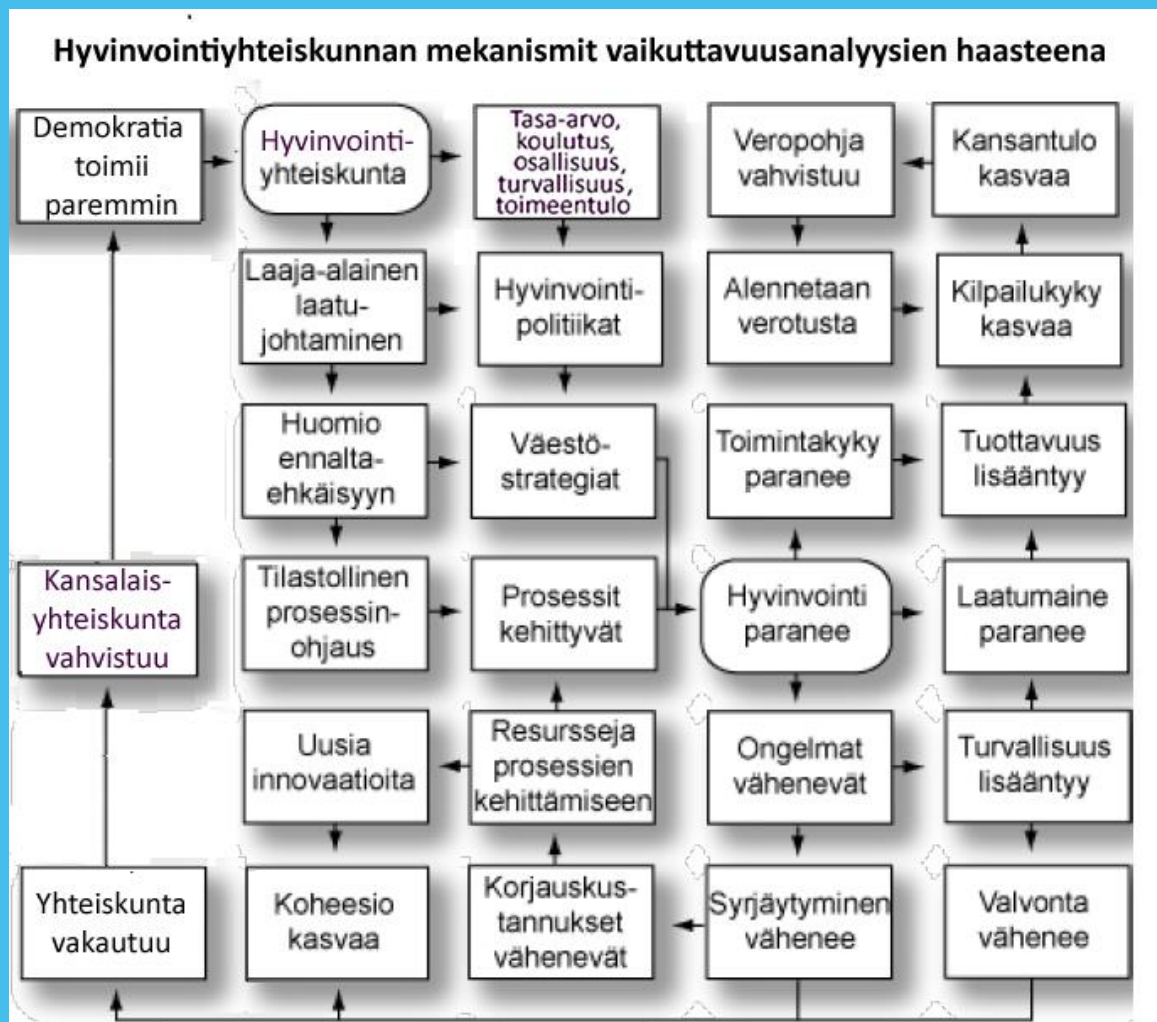 Hyvinvointiyhteiskunnan mekanismit vaikuttavuusanalyysien haasteena
Demokratia
toimii
paremmin
Hyvinvointi-
yhteiskunta
Tasa-arvo,
koulutus,
osallisuus,
turvallisuus,
toimeentulo
Veropohja
vahvistuu
Kansantulo
kasvaa
Laaja-alainen
laatu-
johtaminen
Hyvinvointi-
politiikat
Alennetaan
verotusta
Kilpailukyky
kasvaa
Huomio
ennalta-
ehkäisyyn
Väestö-
strategiat
Toimintakyky
paranee
Tuottavuus
lisääntyy
Kansalais-
yhteiskunta
vahvistuu
Tilastollinen
prosessin-
ohjaus
Prosessit
kehittyvät
Hyvinvointi
paranee
Laatumaine
paranee
Uusia
innovaatioita
Resursseja
prosessien
kehittämiseen
Ongelmat
vähenevät
Turvallisuus
lisääntyy
Yhteiskunta
vakautuu
Koheesio
kasvaa
Korjauskus-
tannukset
vähenevät
Syrjäytyminen
vähenee
Valvonta
vähenee